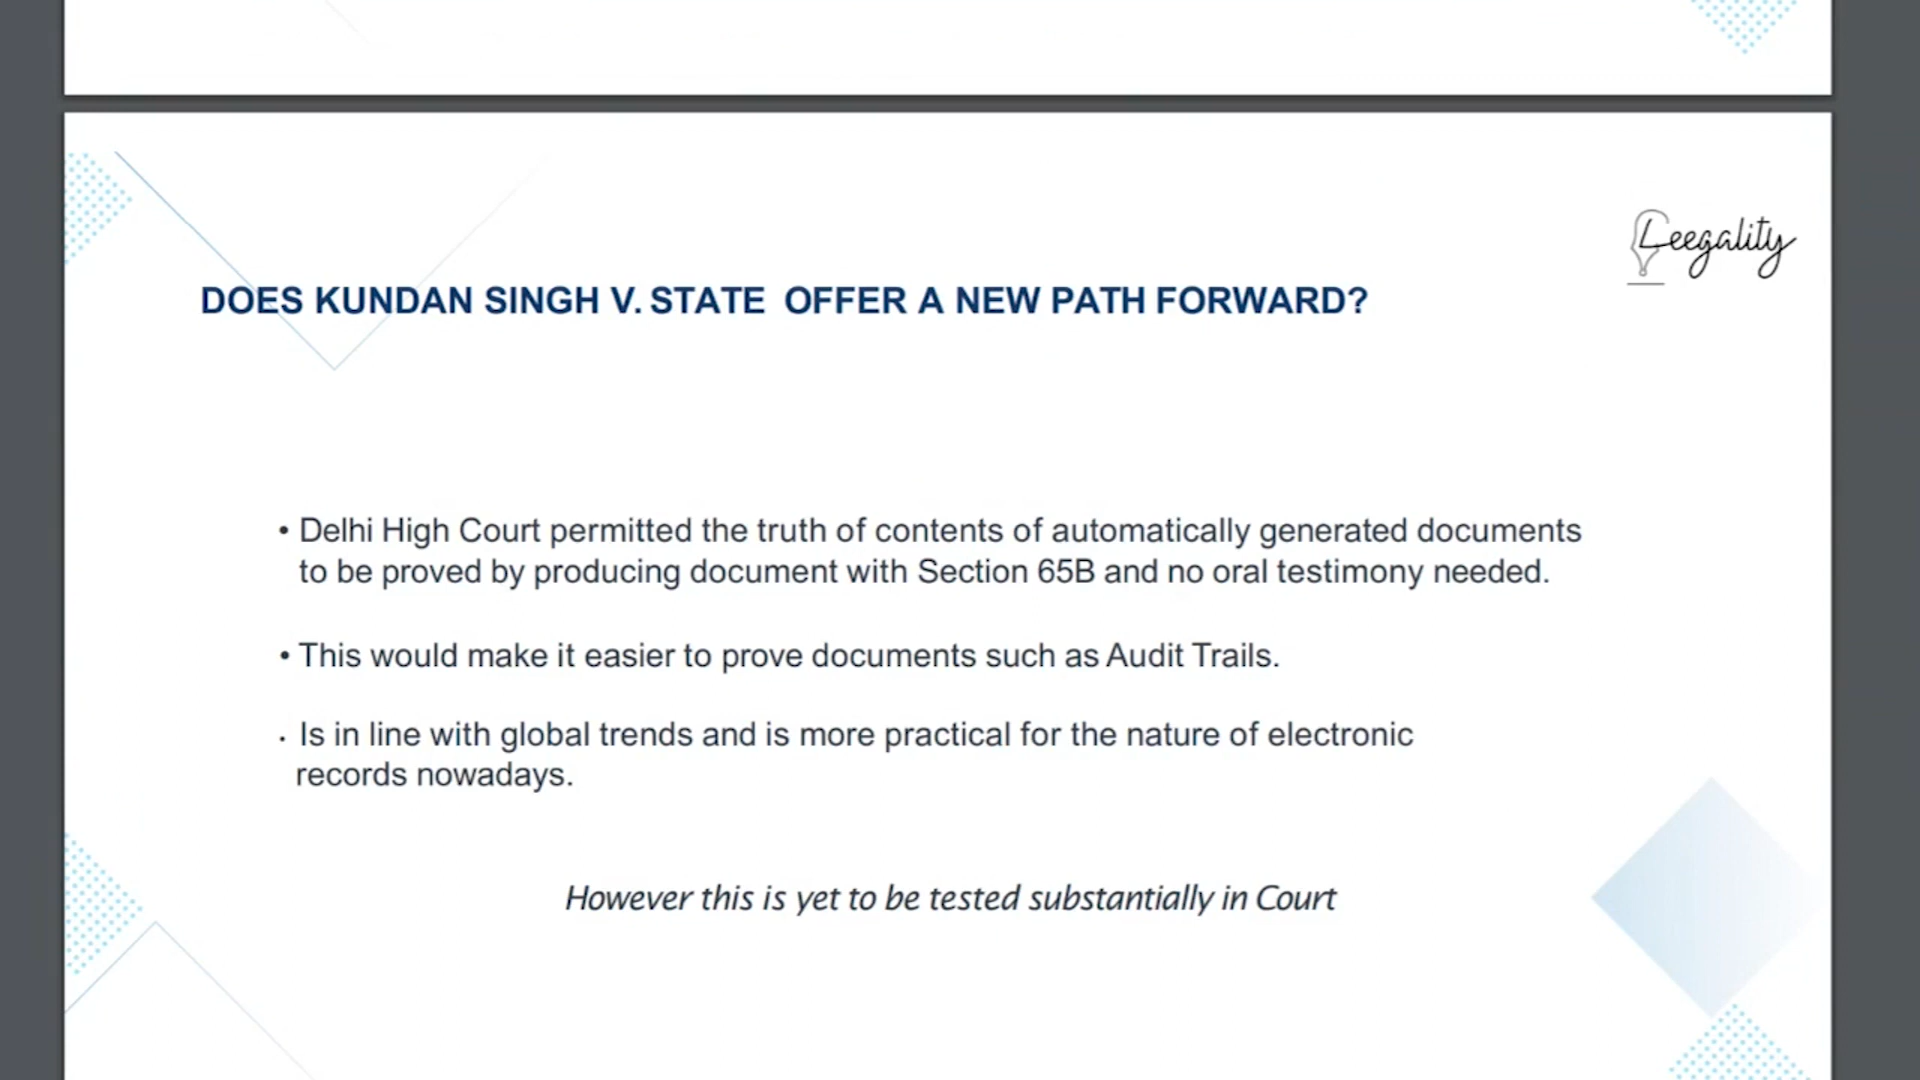 Leegality
DOES KUNDAN SINGH V. STATE OFFER A NEW PATH FORWARD?
• Delhi High Court permitted the truth of contents of automatically generated documents
to be proved by producing document with Section 65B and no oral testimony needed.
• This would make it easier to prove documents such as Audit Trails.
• Is in line with global trends and is more practical for the nature of electronic
records nowadays.
However this is yet to be tested substantially in Court